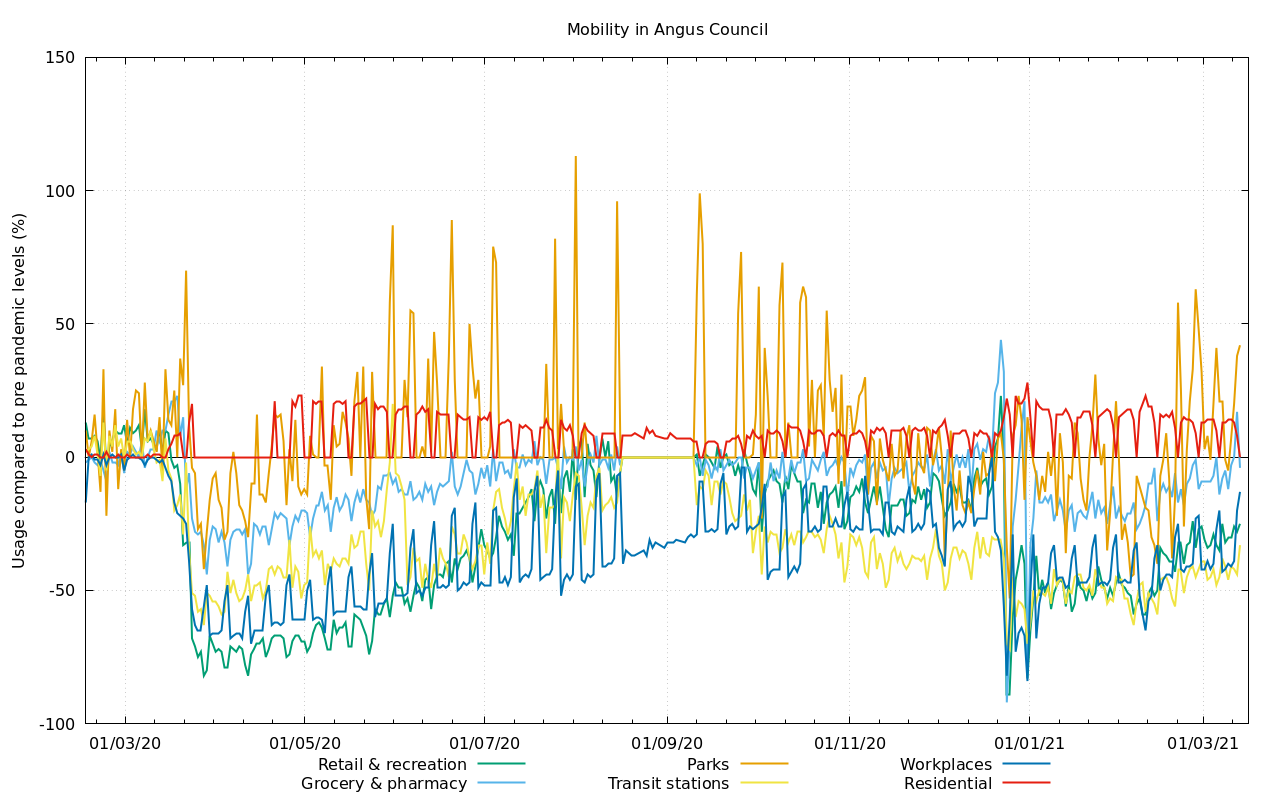 Mobility in Angus Council
Usage compared to pre pandemic levels (%)
150
100
50
0
-50
-100
01/03/20 01/05/20 01/07/20 01/09/20 01/11/20 01/01/21 01/03/21
Retail & recreation Parks Workplaces
Grocery & pharmacy Transit stations Residential